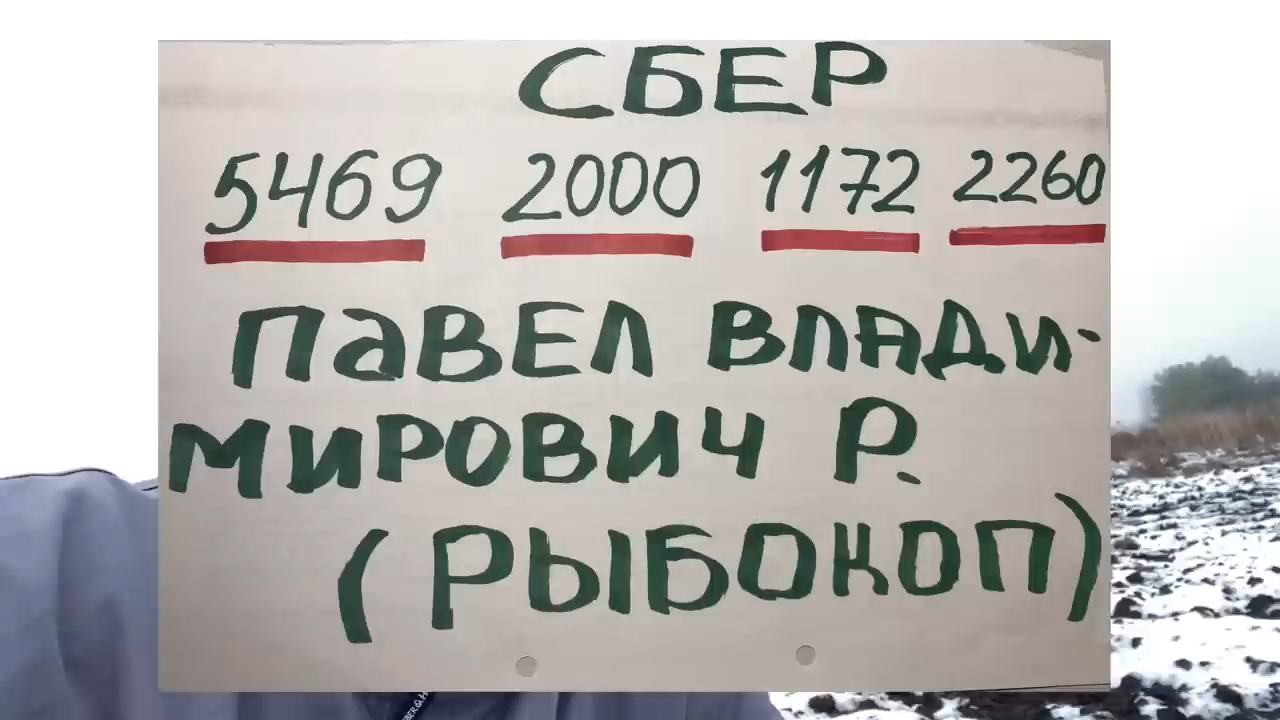 СБЕР
5469 2000 1172 2260
ПАВЕЛ ВЛАДИ-
МИРОВИЧ Р.
(РЫБОКОП)